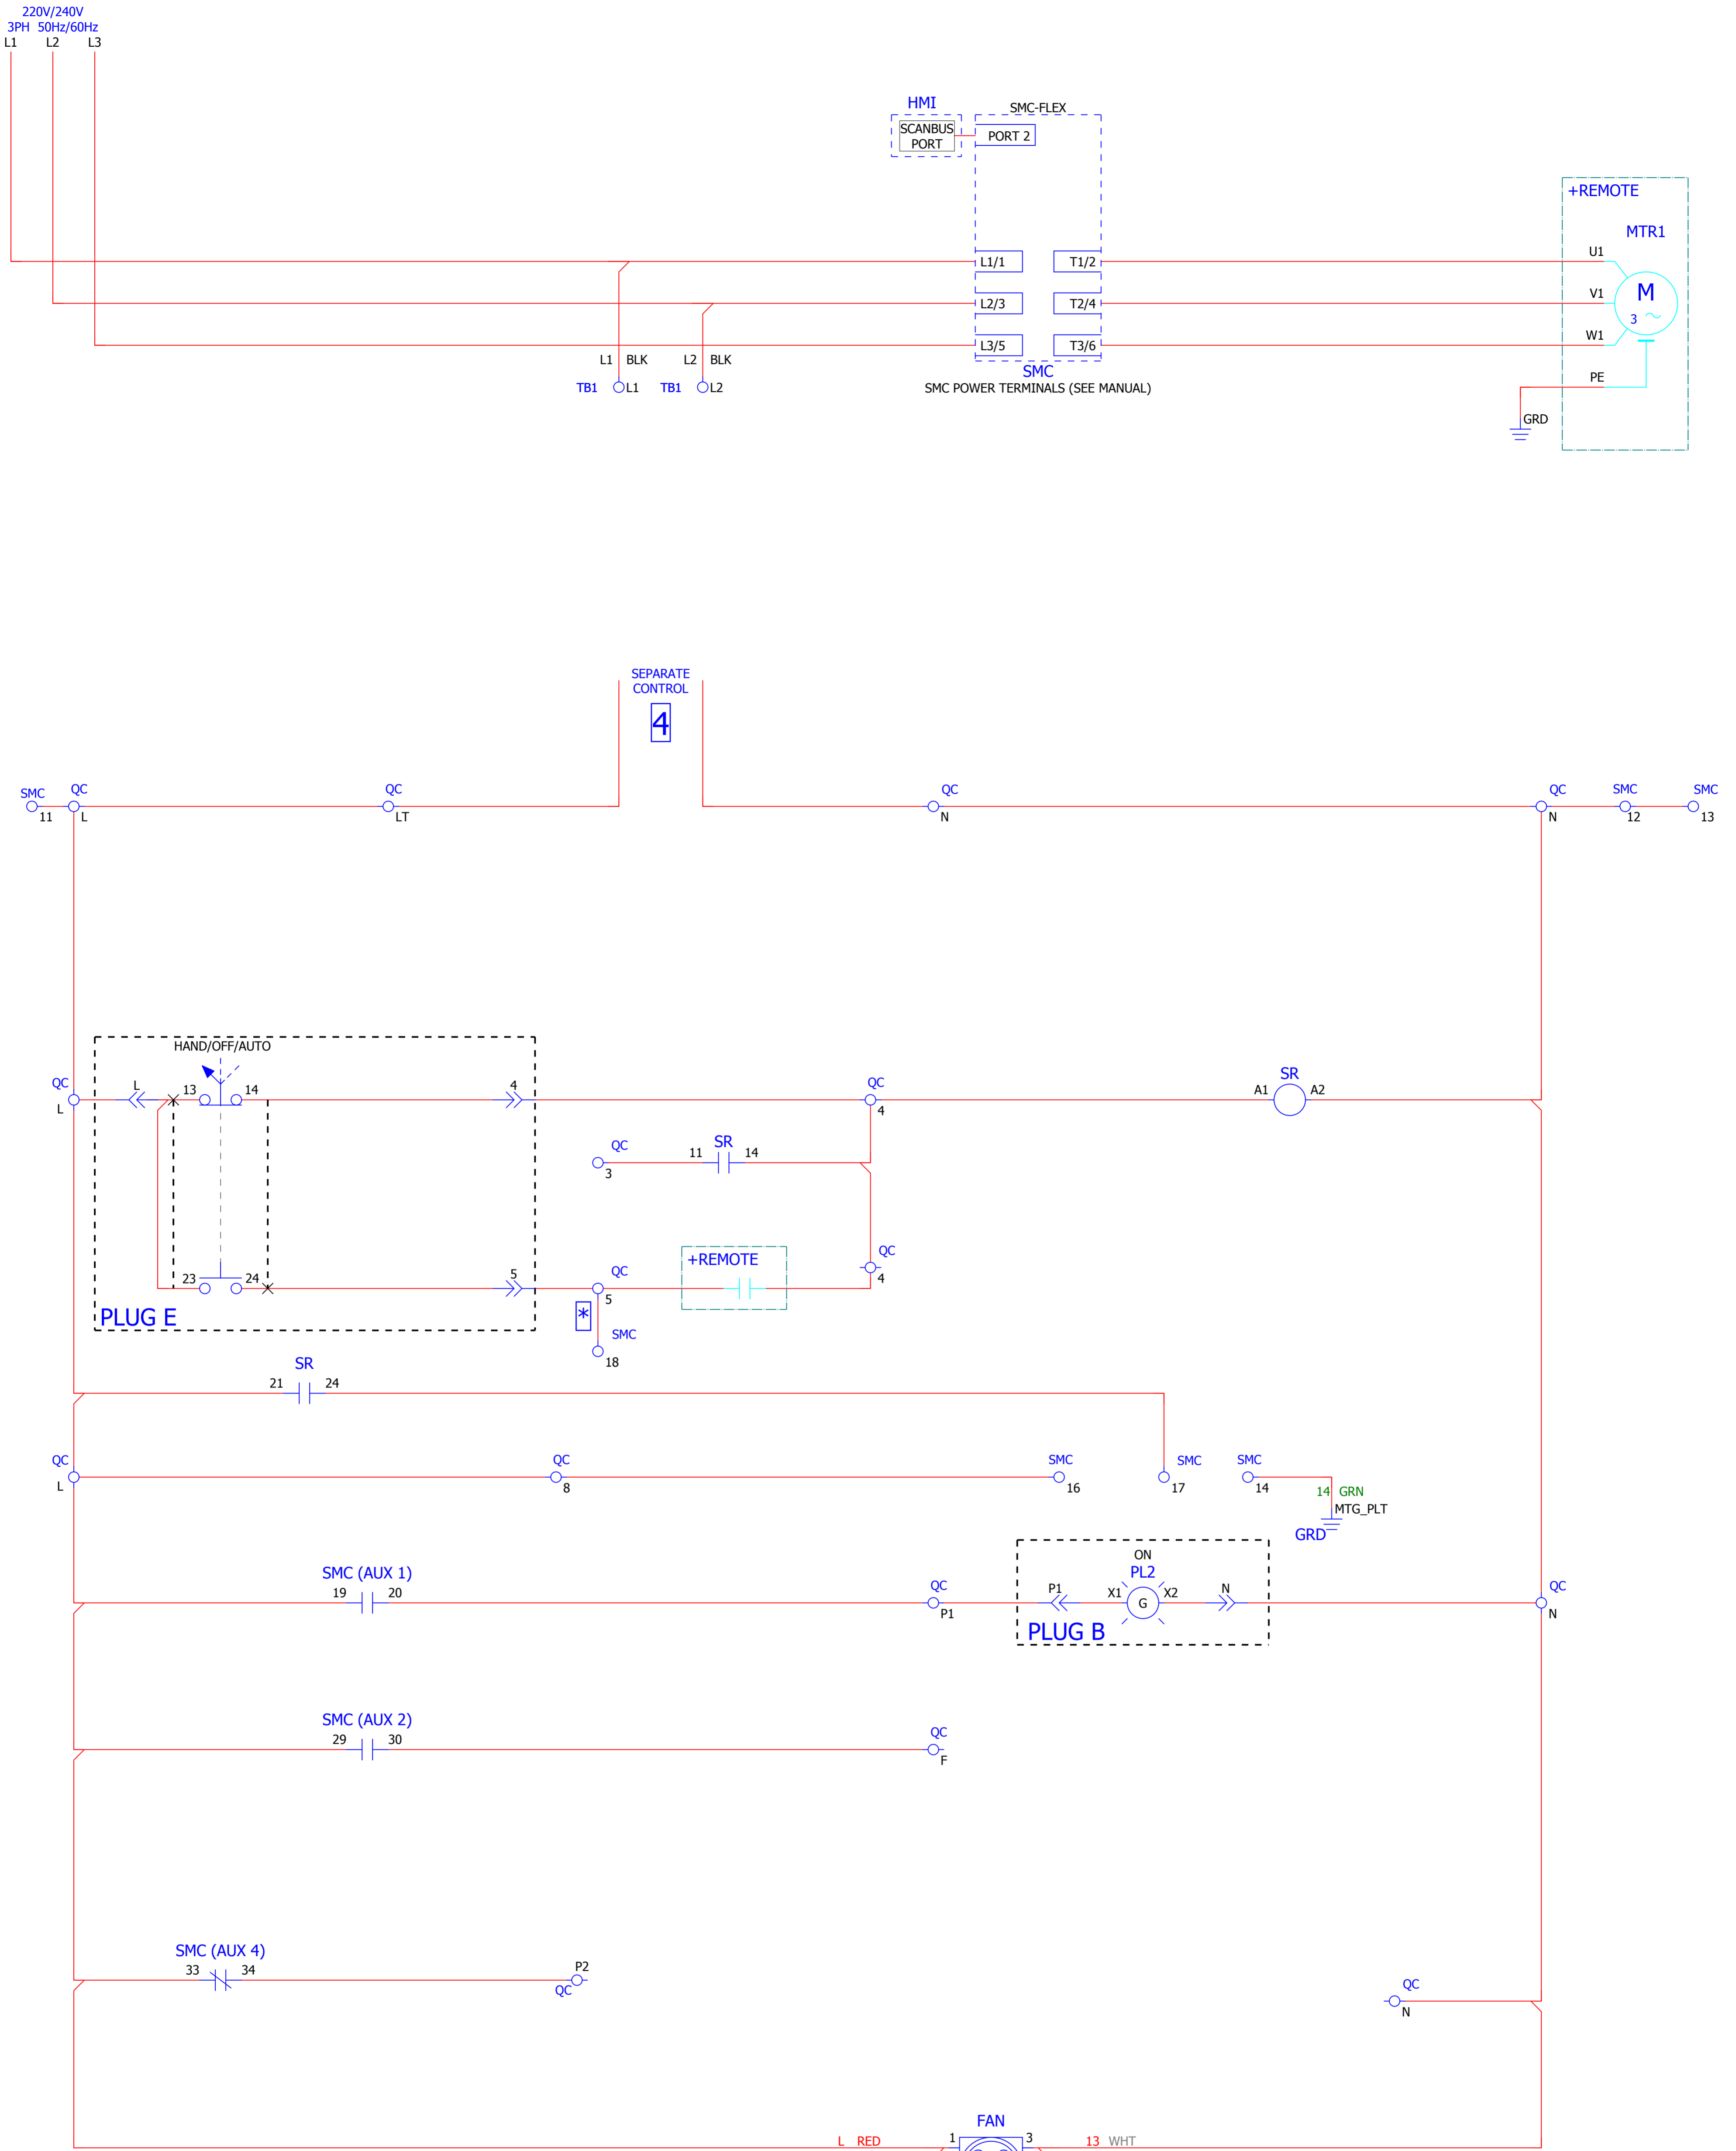 220V/240V
3PH 50Hz/60Hz
L1 L2 L3
HMI
SMC-FLEX
SCANBUS
PORT
PORT 2
+REMOTE
MTR1
L1/1 T1/2 U1
L2/3 T2/4 V1 M
3
L3/5 T3/6 W1
L1 BLK L2 BLK
SMC PE
TB1 L1 TB1 L2
SMC POWER TERMINALS (SEE MANUAL)
GRD
SEPARATE
CONTROL
4
SMC QC QC QC QC SMC SMC
11 L LT N N 12 13
HAND/OFF/AUTO
QC L 13 14 4 QC SR
L 4 A1 A2
QC 11 SR 14
3
+REMOTE QC
4
23 24 5 QC
5
PLUG E
*
SMC
18
SR
21 24
QC QC SMC SMC SMC
L 8 16 17 14
14 GRN
MTG_PLT
GRD
ON
SMC (AUX 1) PL2
19 20 QC P1 X1 G X2 N QC
P1 N
PLUG B
SMC (AUX 2)
29 30 QC
F
SMC (AUX 4)
33 34 P2
QC
QC
N
FAN
L RED 1 3 13 WHT